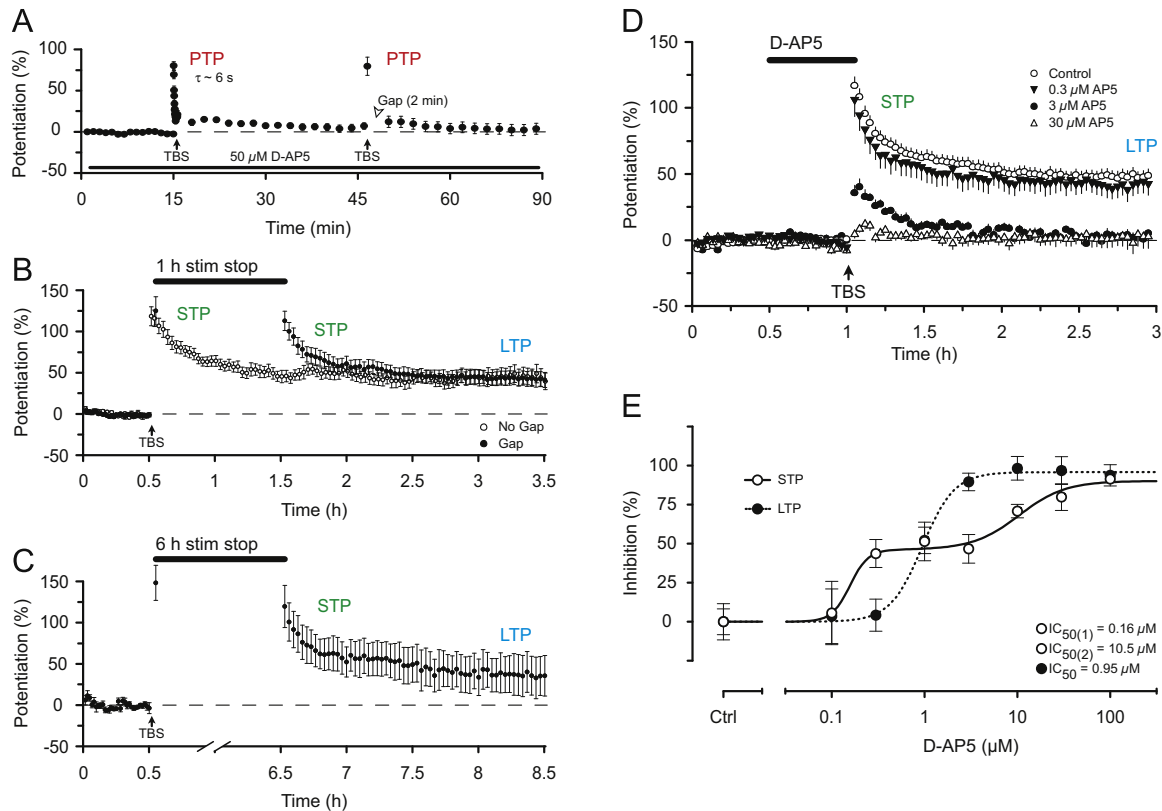 A
Potentiation (%)
100
50
0
-50
PTP
τ ~ 6 s
PTP
Gap (2 min)
TBS
50 µM D-AP5
TBS
0
15
30
45
60
90
Time (min)
B
1 h stim stop
Potentiation (%)
150
100
50
0
-50
STP
STP
LTP
TBS
No Gap
Gap
0
0.5
1
1.5
2
2.5
3
3.5
Time (h)
C
6 h stim stop
Potentiation (%)
150
100
50
0
-50
STP
LTP
TBS
0
0.5
6.5
7
7.5
8
8.5
Time (h)
D
Potentiation (%)
150
100
50
0
-50
D-AP5
STP
Control
0.3 µM AP5
3 µM AP5
30 µM AP5
LTP
TBS
0
0.5
1
1.5
2
2.5
3
Time (h)
E
Inhibition (%)
100
75
50
25
0
STP
LTP
IC50(1) = 0.16 µM
IC50(2) = 10.5 µM
IC50 = 0.95 µM
Ctrl
0.1
1
10
100
D-AP5 (µM)